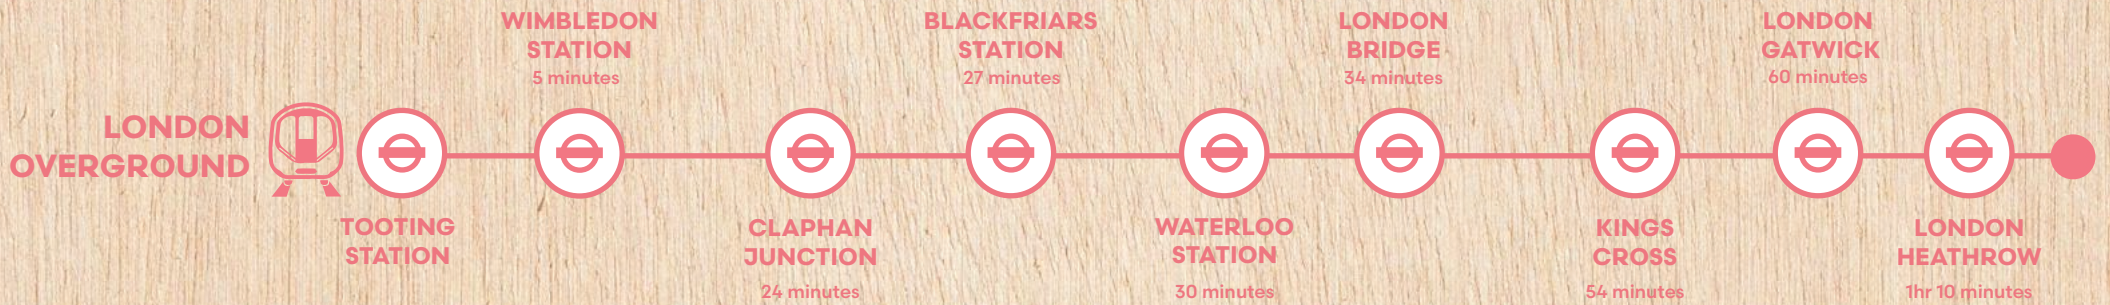 LONDON
OVERGROUND
TOOTING
STATION
WIMBLEDON
STATION
5 minutes
CLAPHAN
JUNCTION
24 minutes
BLACKFRIARS
STATION
27 minutes
WATERLOO
STATION
30 minutes
LONDON
BRIDGE
34 minutes
KINGS
CROSS
54 minutes
LONDON
GATWICK
60 minutes
LONDON
HEATHROW
1hr 10 minutes